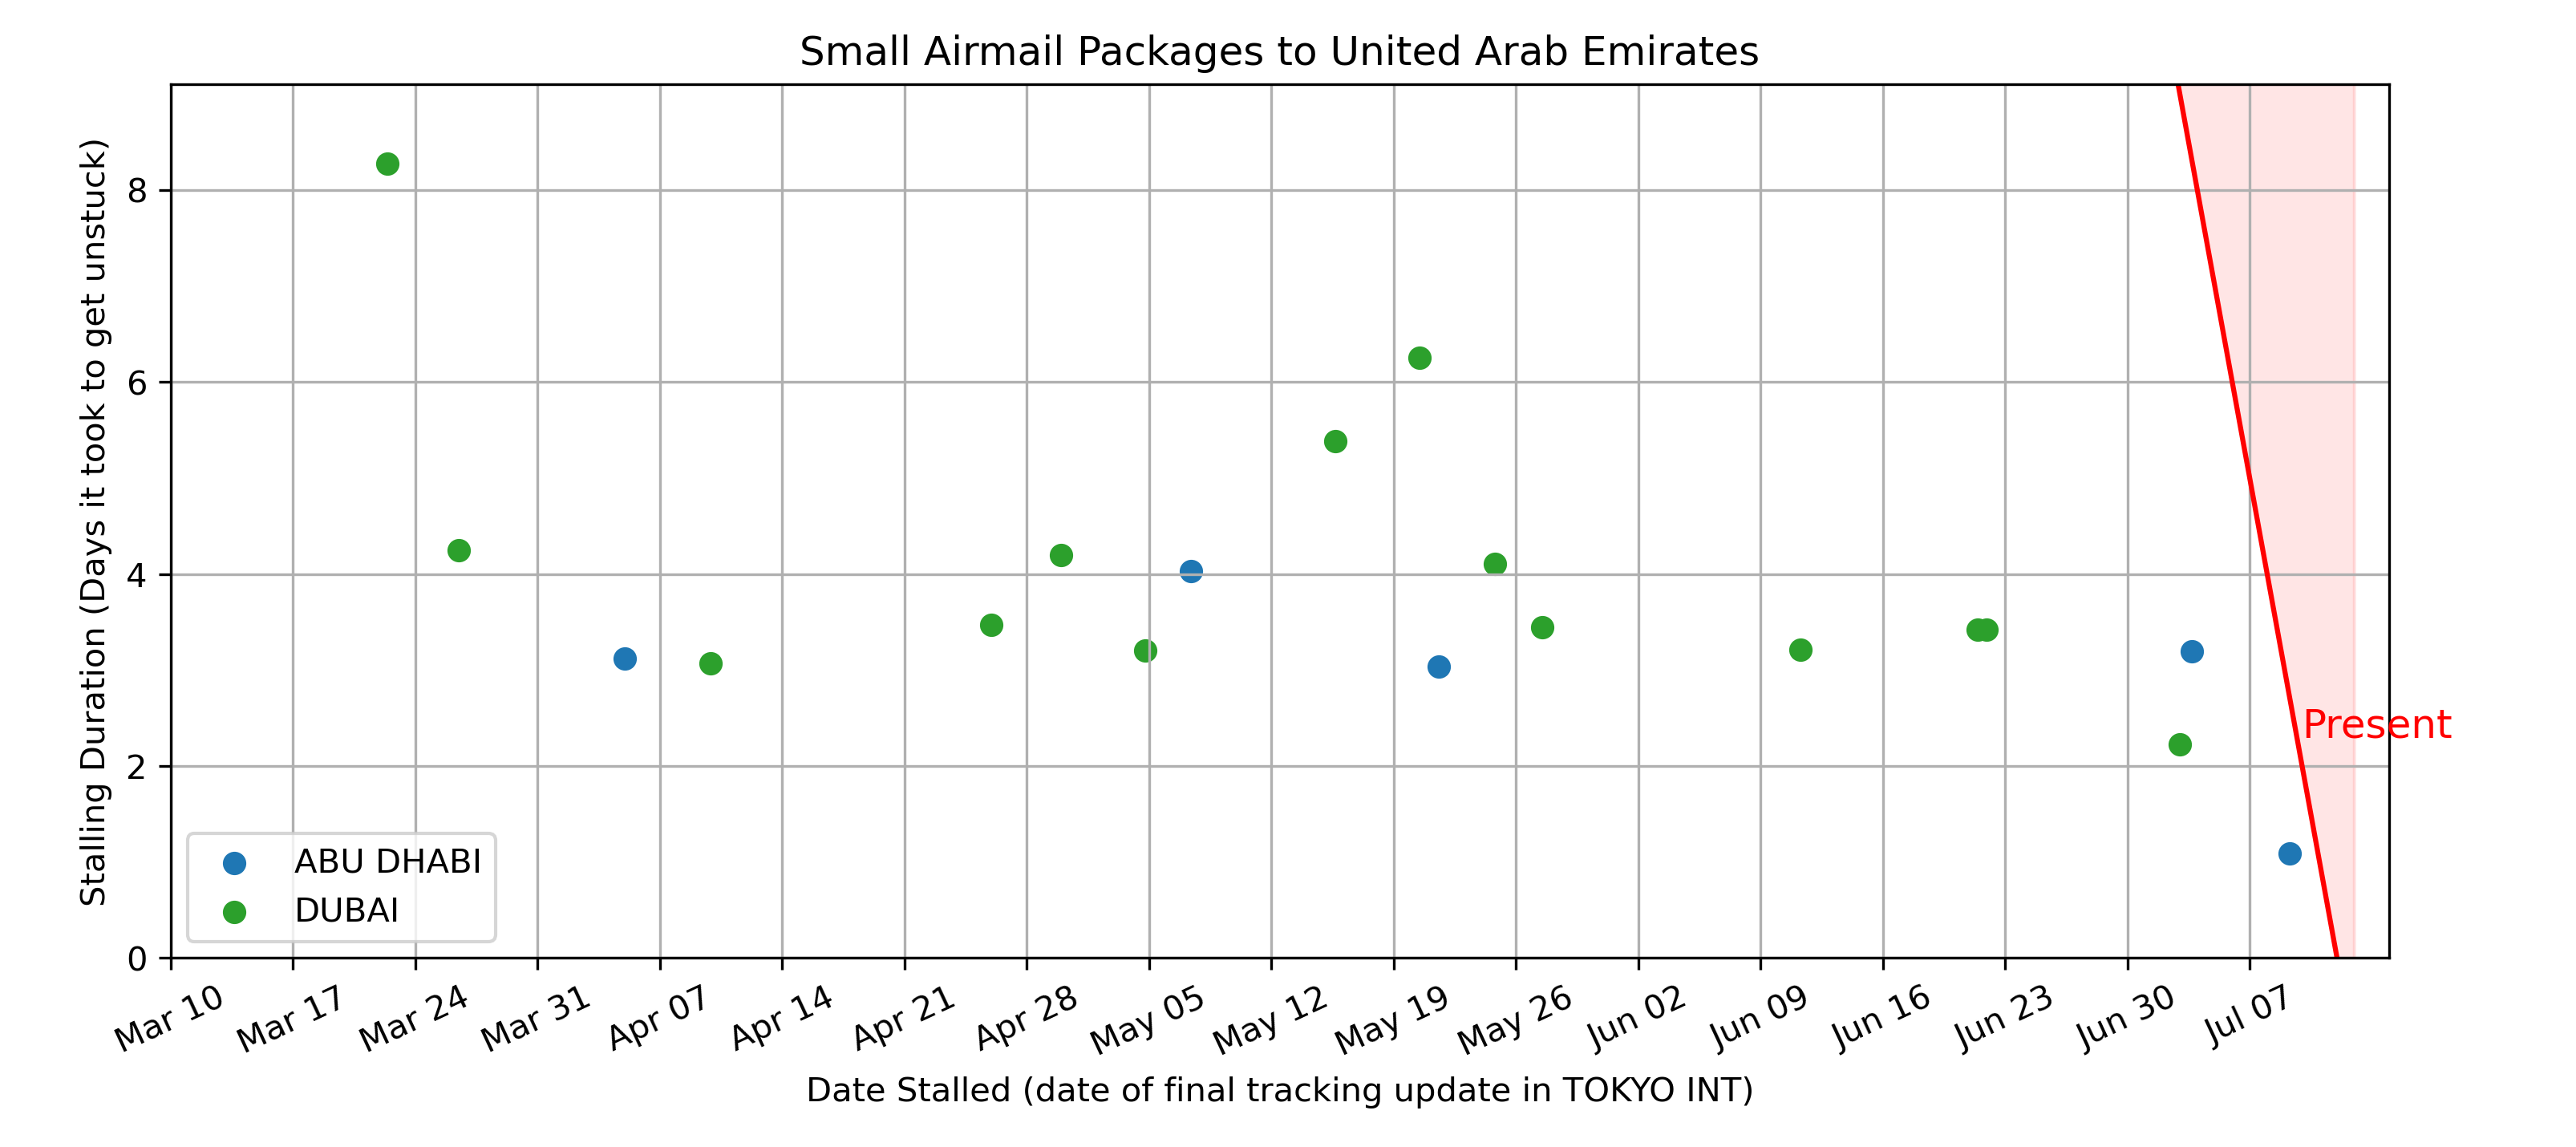 Small Airmail Packages to United Arab Emirates
Stalling Duration (Days it took to get unstuck)
8
6
4
2
0
Present
ABU DHABI
DUBAI
Mar 10
Mar 17
Mar 24
Mar 31
Apr 07
Apr 14
Apr 21
Apr 28
May 05
May 12
May 19
May 26
Jun 02
Jun 09
Jun 16
Jun 23
Jun 30
Jul 07
Date Stalled (date of final tracking update in TOKYO INT)